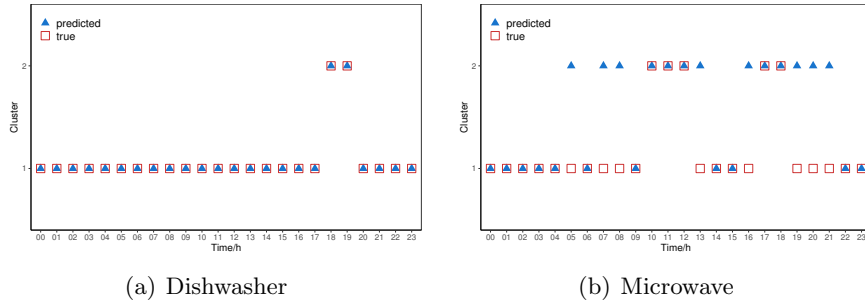 predicted
true
2
1
Cluster
00 01 02 03 04 05 06 07 08 09 10 11 12 13 14 15 16 17 18 19 20 21 22 23
Time/h
(a) Dishwasher
predicted
true
2
1
Cluster
00 01 02 03 04 05 06 07 08 09 10 11 12 13 14 15 16 17 18 19 20 21 22 23
Time/h
(b) Microwave